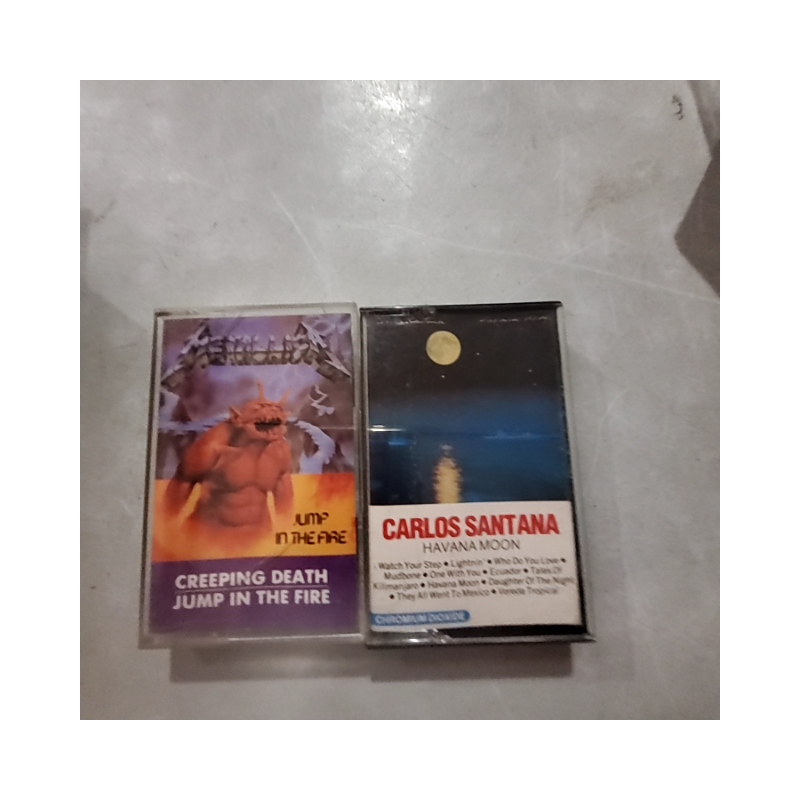 METALLICA
JUMP
IN THE FIRE
CREEPING DEATH
JUMP IN THE FIRE
CARLOS SANTANA
HAVANA MOON
Watch Your Step • Lightnin' • Who Do You Love •
Mudbone • One With You • Ecuador • Tales Of
Kilimanjaro • Havana Moon • Daughter Of The Night
• They All Went To Mexico • Vereda Tropical
CHROMIUM DIOXIDE